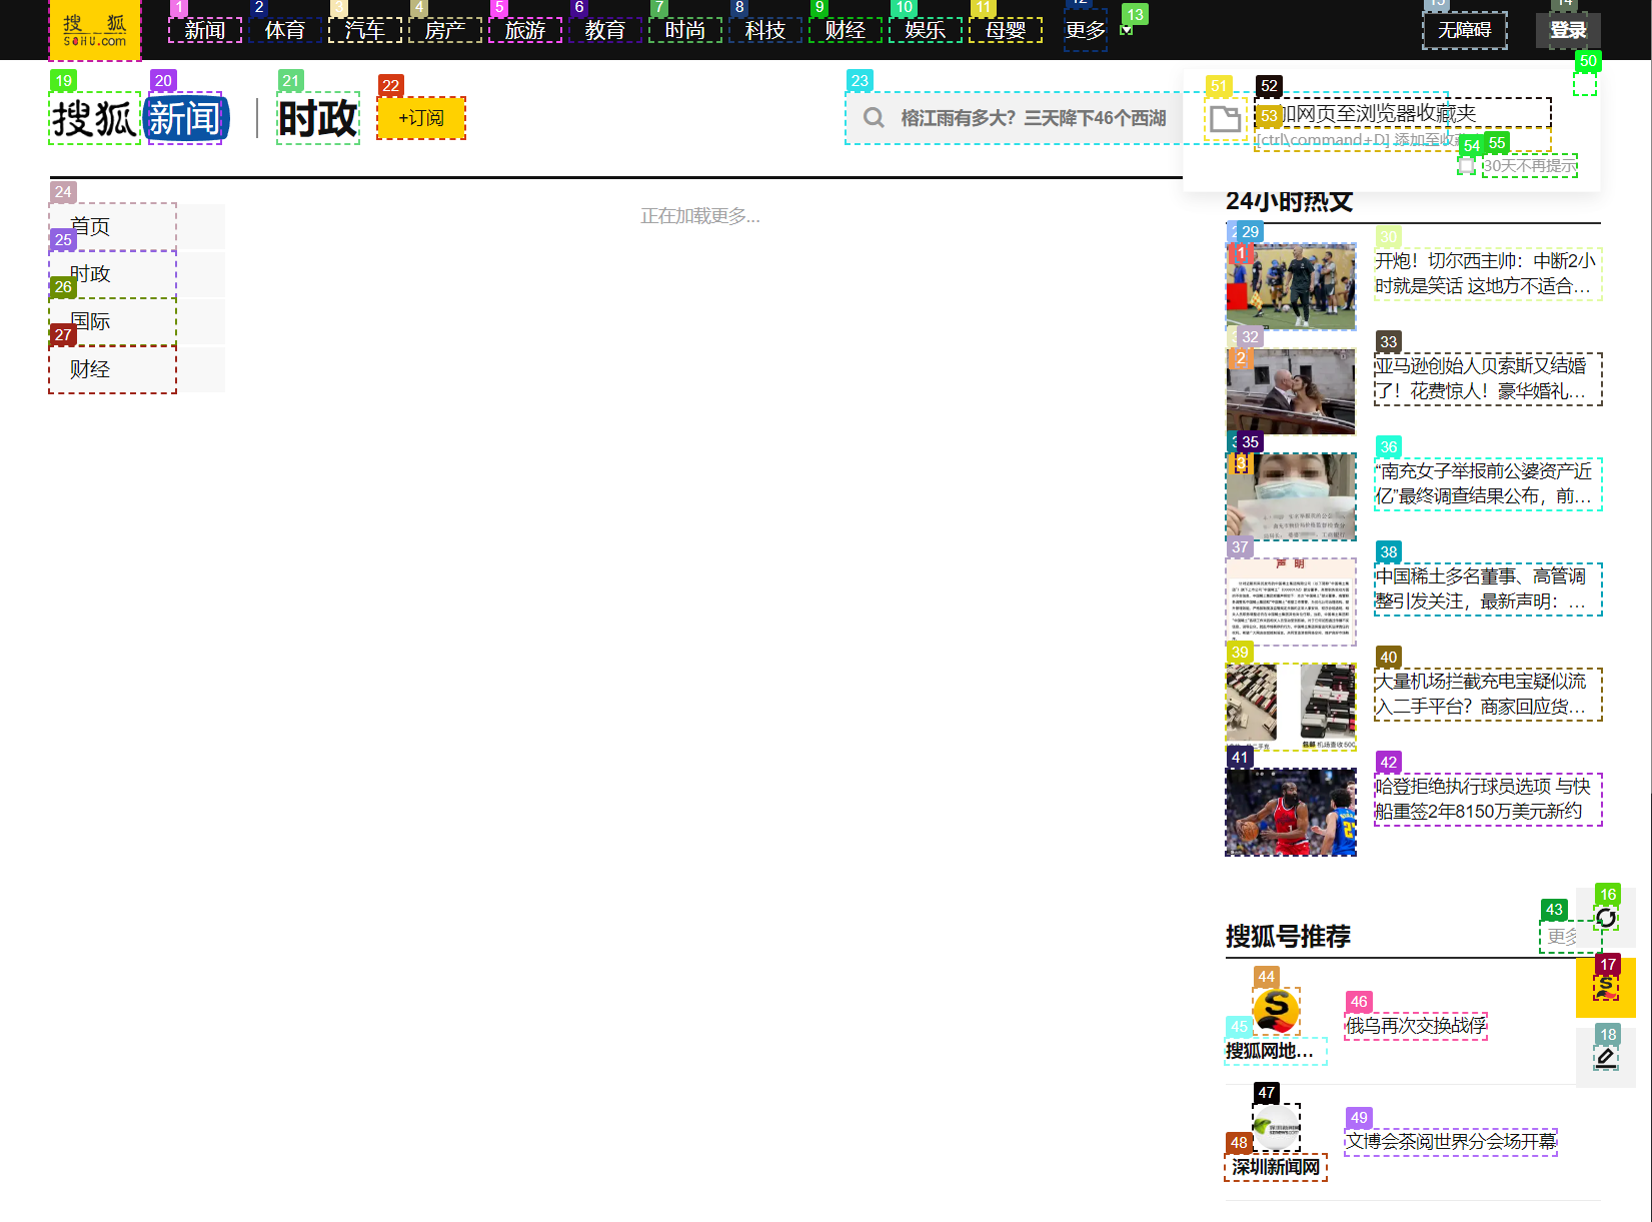 搜 狐
SOHU.com
1
2
3
4
5
6
7
8
9
10
11
12
13
15
14
新闻
体育
汽车
房产
旅游
教育
时尚
科技
财经
娱乐
母婴
更多
无障碍
登录
50
19
20
21
22
23
51
52
搜狐
新闻
时政
+订阅
榕江雨有多大？三天降下46个西湖
加网页至浏览器收藏夹
53
[ctrl\command+D] 添加至收
54
55
30天不再提示
24
首页
25
时政
26
国际
27
财经
正在加载更多...
24小时热文
29
1
30
开炮！切尔西主帅：中断2小
时就是笑话 这地方不适合...
32
2
33
亚马逊创始人贝索斯又结婚
了！花费惊人！豪华婚礼...
35
3
36
“南充女子举报前公婆资产近
亿”最终调查结果公布，前...
37
声 明
38
中国稀土多名董事、高管调
整引发关注，最新声明：...
39
40
大量机场拦截充电宝疑似流
入二手平台？商家回应货...
41
42
哈登拒绝执行球员选项 与快
船重签2年8150万美元新约
16
43
搜狐号推荐
更多
17
44
45
搜狐网地...
46
俄乌再次交换战俘
18
47
48
深圳新闻网
49
文博会茶阅世界分会场开幕